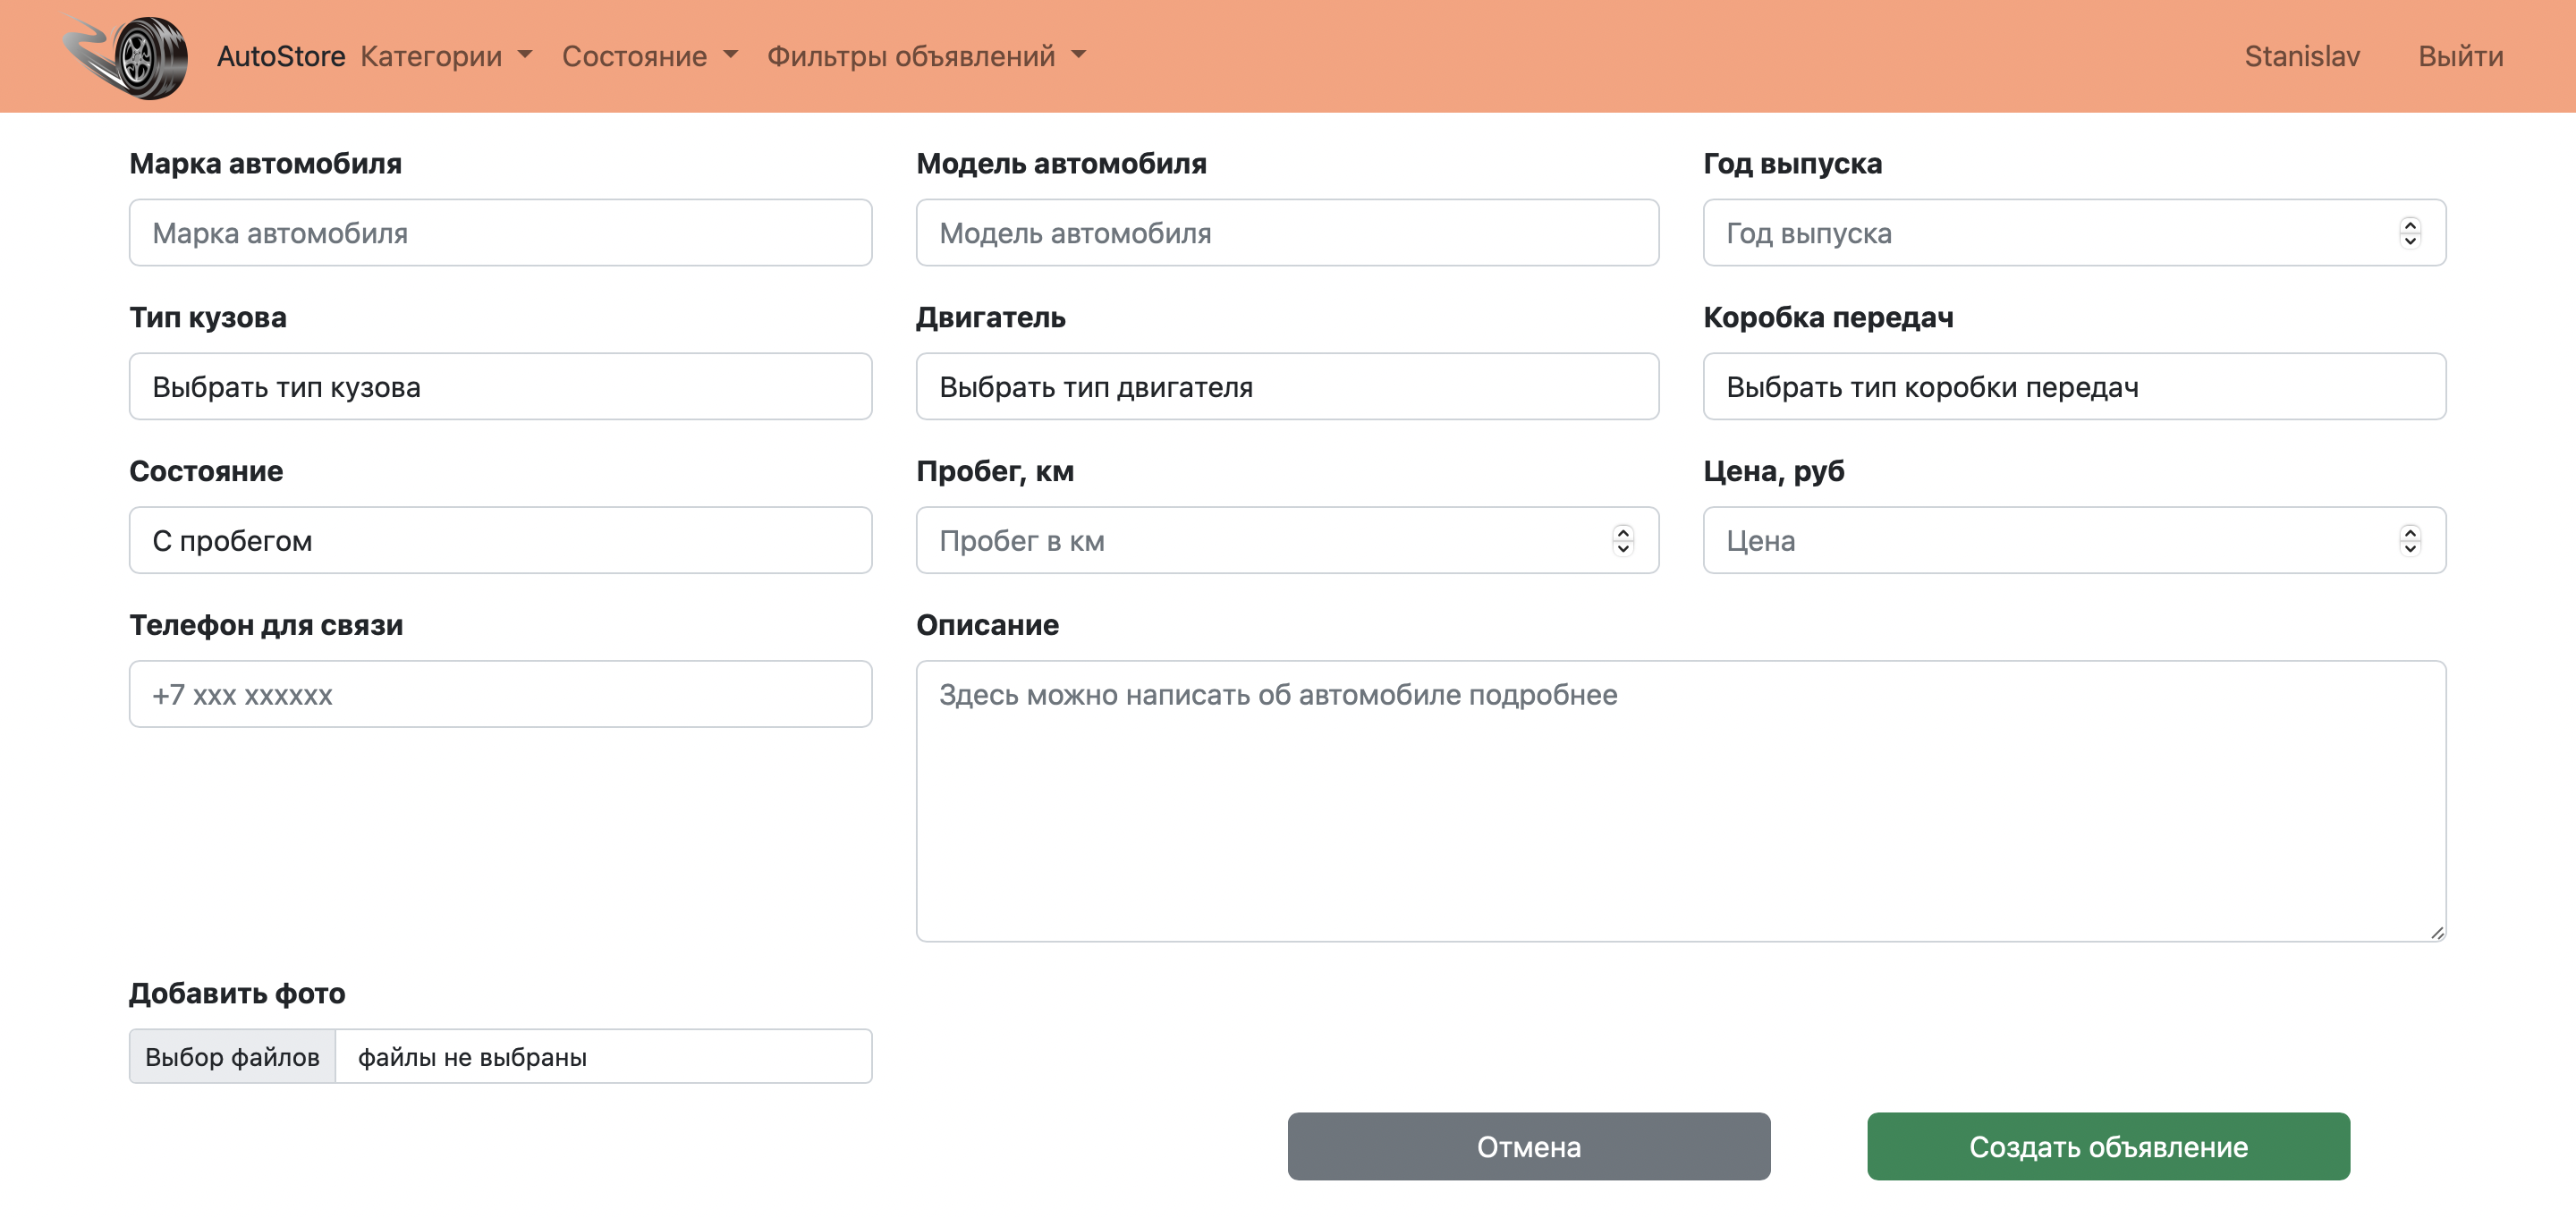 AutoStore Категории Состояние Фильтры объявлений Stanislav Выйти
Марка автомобиля Модель автомобиля Год выпуска
Марка автомобиля Модель автомобиля Год выпуска
Тип кузова Двигатель Коробка передач
Выбрать тип кузова Выбрать тип двигателя Выбрать тип коробки передач
Состояние Пробег, км Цена, руб
С пробегом Пробег в км Цена
Телефон для связи Описание
+7 xxx xxxxxx Здесь можно написать об автомобиле подробнее
Добавить фото
Выбор файлов файлы не выбраны
Отмена Создать объявление